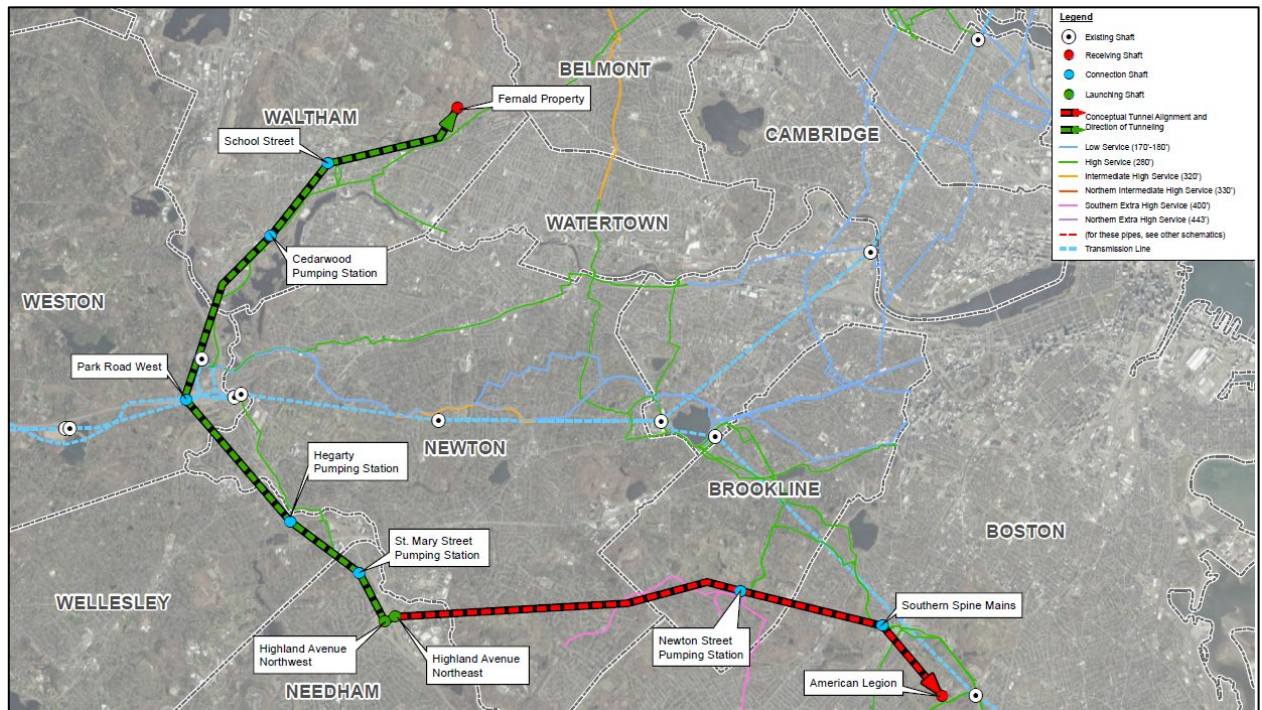 BELMONT
Fernald Property
WALTHAM
School Street
CAMBRIDGE
WATERTOWN
Cedarwood
Pumping Station
WESTON
Park Road West
NEWTON
Hegarty
Pumping Station
BROOKLINE
BOSTON
St. Mary Street
Pumping Station
WELLESLEY
Southern Spine Mains
Highland Avenue
Northwest
Newton Street
Pumping Station
Highland Avenue
Northeast
NEEDHAM
American Legion
Legend
Existing Shaft
Receiving Shaft
Connection Shaft
Launching Shaft
Conceptual Tunnel Alignment and
Direction of Tunneling
Low Service (170'-180')
High Service (280')
Intermediate High Service (320')
Northern Intermediate High Service (330')
Southern Extra High Service (400')
Northern Extra High Service (443')
(for these pipes, see other schematics)
Transmission Line